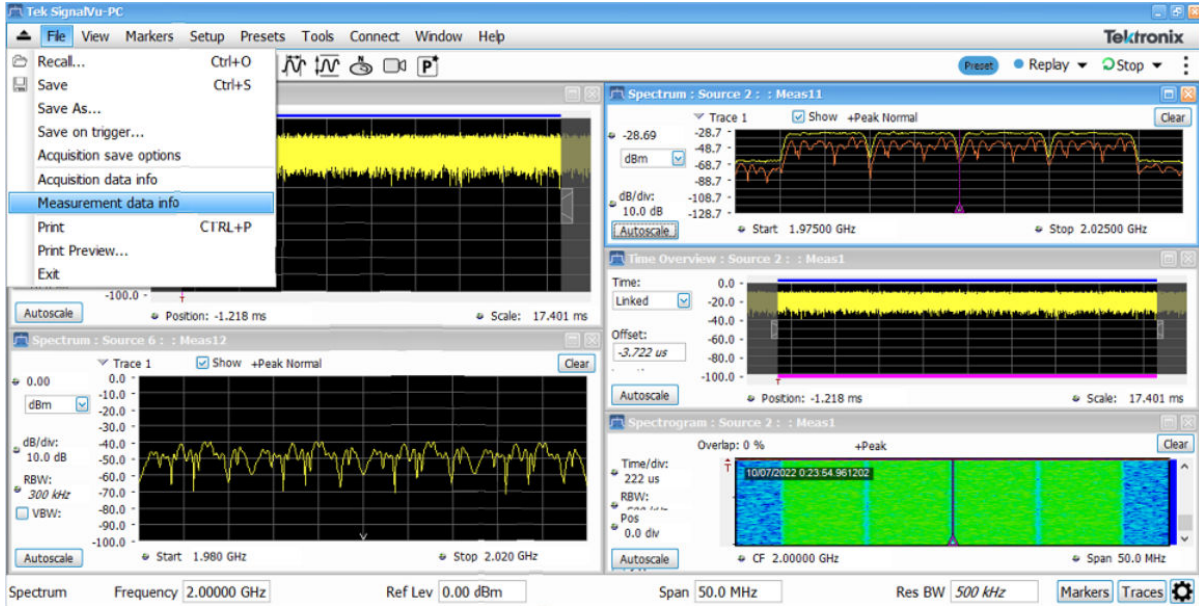 Tek SignalVu-PC
File View Markers Setup Presets Tools Connect Window Help
Tektronix
Recall... Ctrl+O
Save Ctrl+S
Save As...
Save on trigger...
Acquisition save options
Acquisition data info
Measurement data info
Print CTRL+P
Print Preview...
Exit
Preset Replay Stop
-100.0
Autoscale Position: -1.218 ms Scale: 17.401 ms
Spectrum : Source 2 : : Meas11
Trace 1 Show +Peak Normal Clear
-28.69
dBm
dB/div:
10.0 dB
Autoscale
-28.7
-48.7
-68.7
-88.7
-108.7
-128.7
Start 1.97500 GHz Stop 2.02500 GHz
Time Overview : Source 2 : : Meas1
Time:
Linked
Offset:
-3.722 us
Autoscale
0.0
-20.0
-40.0
-60.0
-80.0
-100.0
Position: -1.218 ms Scale: 17.401 ms
Spectrum : Source 6 : : Meas12
Trace 1 Show +Peak Normal Clear
0.00
dBm
dB/div:
10.0 dB
RBW:
300 kHz
VBW:
Autoscale
0.0
-10.0
-20.0
-30.0
-40.0
-50.0
-60.0
-70.0
-80.0
-90.0
-100.0
Start 1.980 GHz Stop 2.020 GHz
Spectrogram : Source 2 : : Meas1
Overlap: 0 % +Peak Clear
Time/div:
222 us
RBW:
Pos
0.0 div
Autoscale
T
10/07/2022 0:23:54.961202
CF 2.00000 GHz Span 50.0 MHz
Spectrum Frequency 2.00000 GHz Ref Lev 0.00 dBm Span 50.0 MHz Res BW 500 kHz Markers Traces